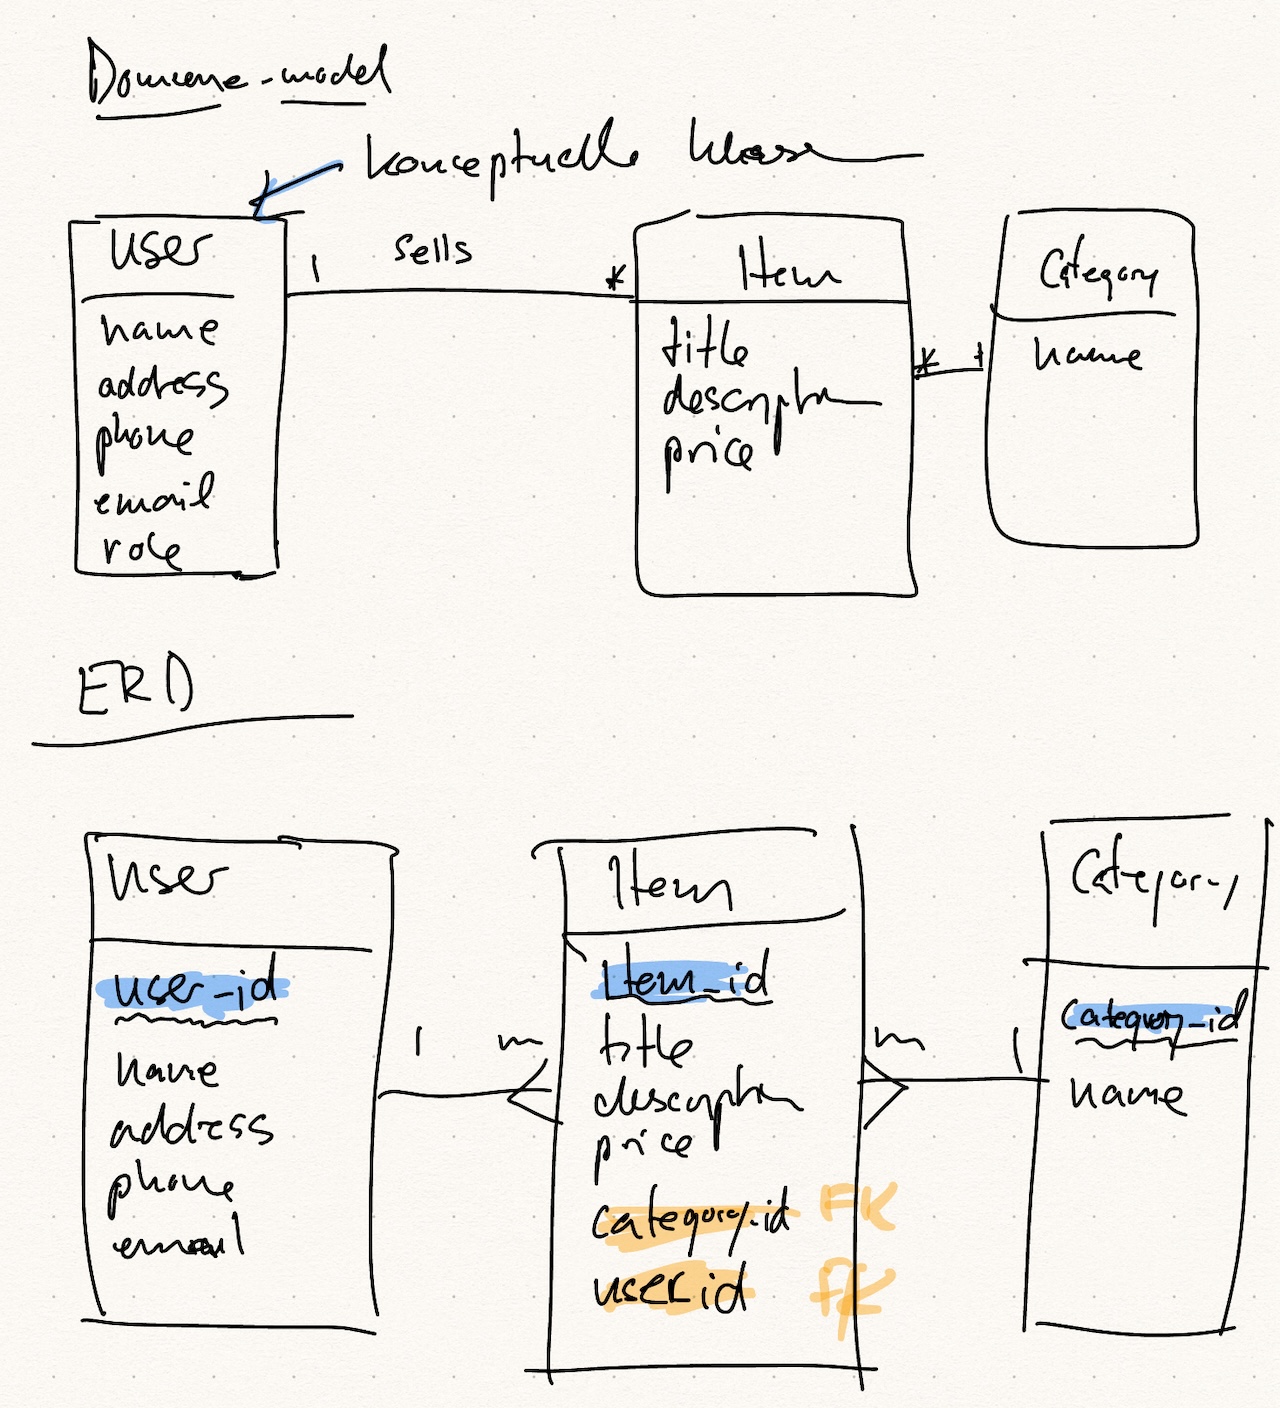 Domæne-model
konceptuelle klasse
User
name
address
phone
email
role
1 sells *
Item
title
description
price
* 1
Category
name
ERD
User
user_id
name
address
phone
email
1 m
Item
Item_id
title
description
price
category_id FK
user_id FK
m 1
Category
category_id
name